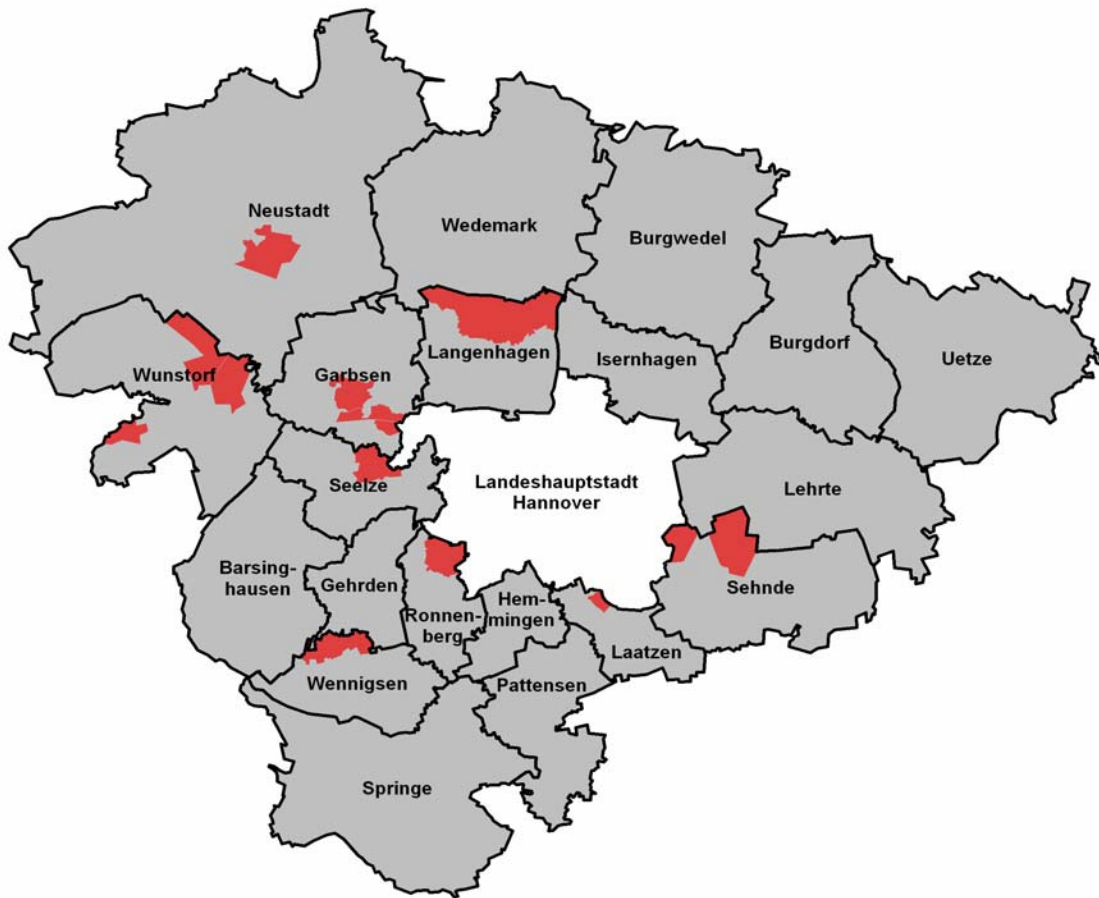 Neustadt
Wedemark
Burgwedel
Wunstorf
Garbsen
Langenhagen
Isernhagen
Burgdorf
Uetze
Seelze
Landeshauptstadt
Hannover
Lehrte
Barsing-
hausen
Gehrden
Ronnen-
berg
Hem-
mingen
Laatzen
Sehnde
Wennigsen
Pattensen
Springe